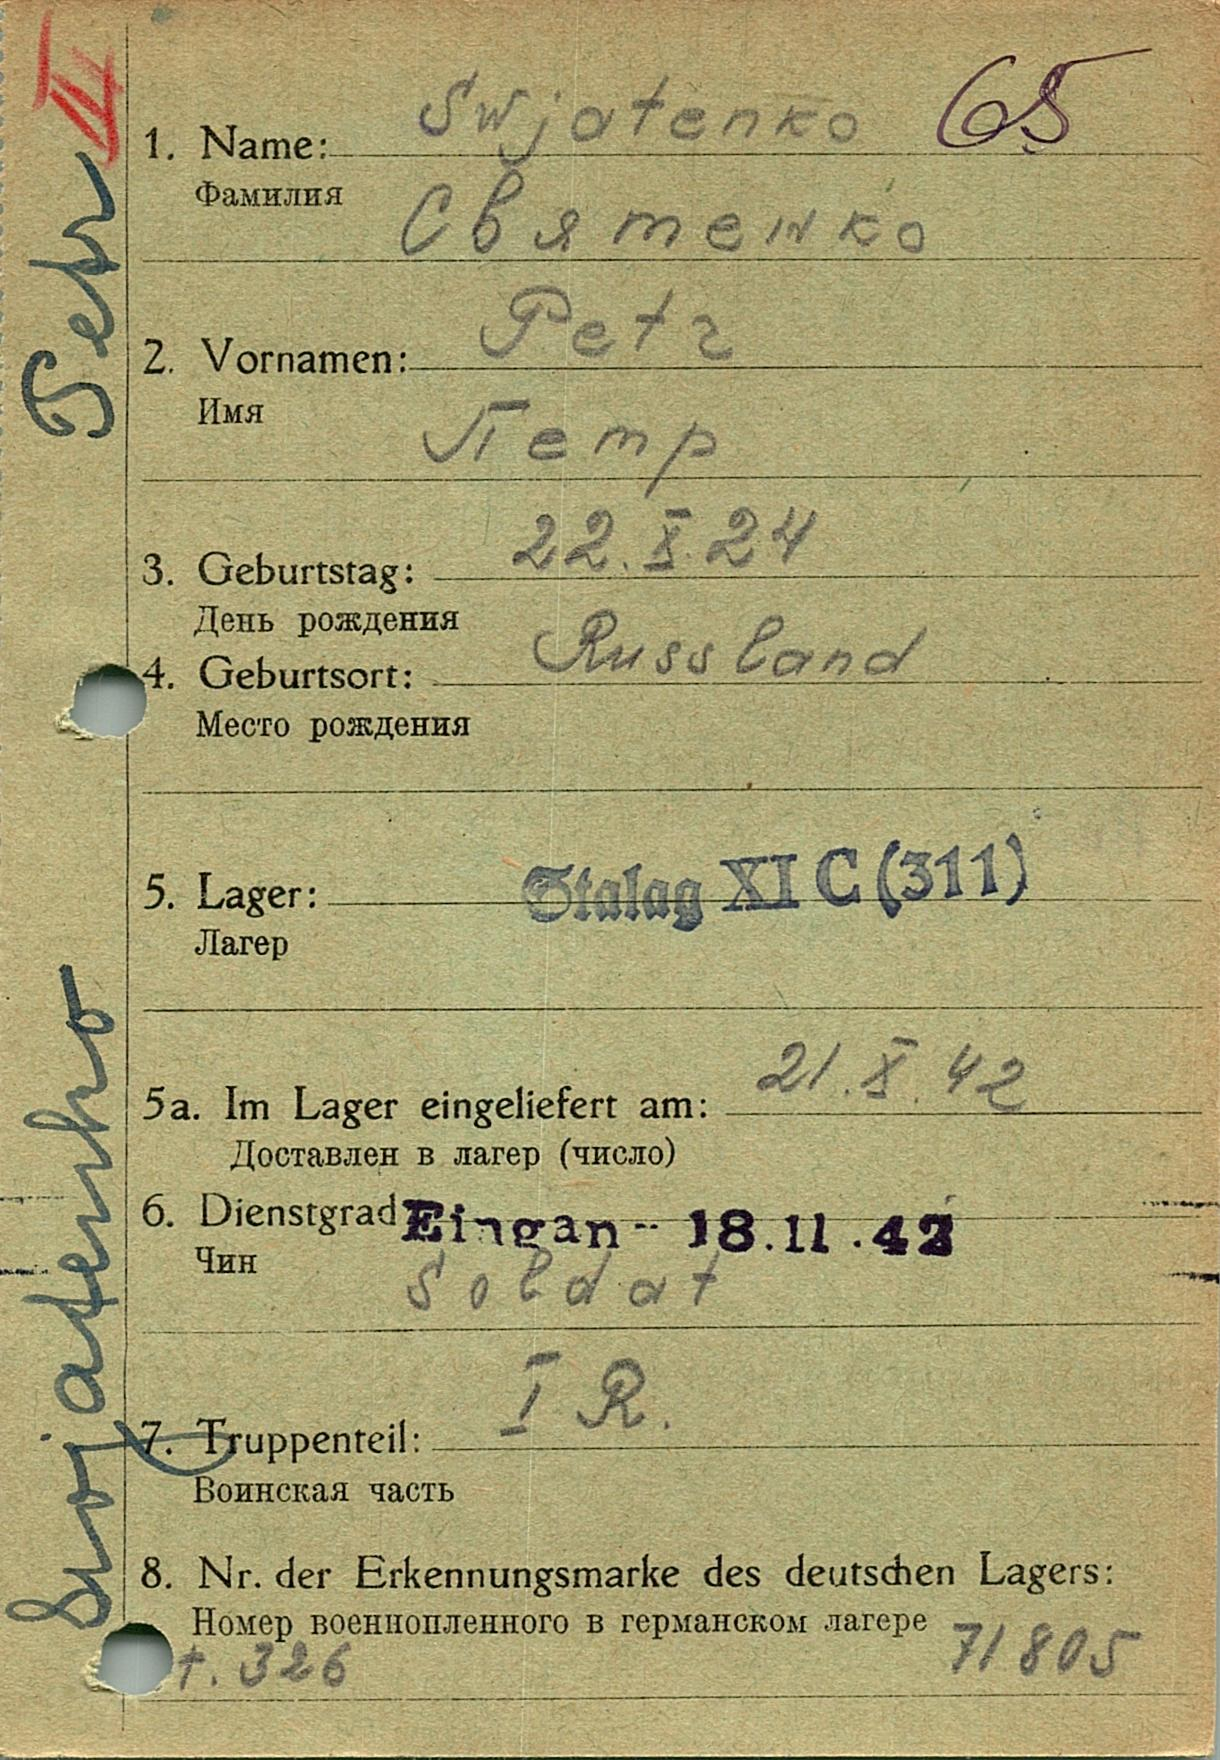 Swjatenko 65
1. Name:
Фамилия
Святенко
Petr
2. Vornamen:
Имя
Петр
22.X.24
3. Geburtstag:
День рождения
Russland
4. Geburtsort:
Место рождения
5. Lager: Stalag XI C (311)
Лагер
21.X.42
5a. Im Lager eingeliefert am:
Доставлен в лагер (число)
6. Dienstgrad Eingan- 18.11.42
Чин
Soldat
I R.
7. Truppenteil:
Воинская часть
8. Nr. der Erkennungsmarke des deutschen Lagers:
Номер военнопленного в германском лагере
t. 326 71805
Swjatenko Petr